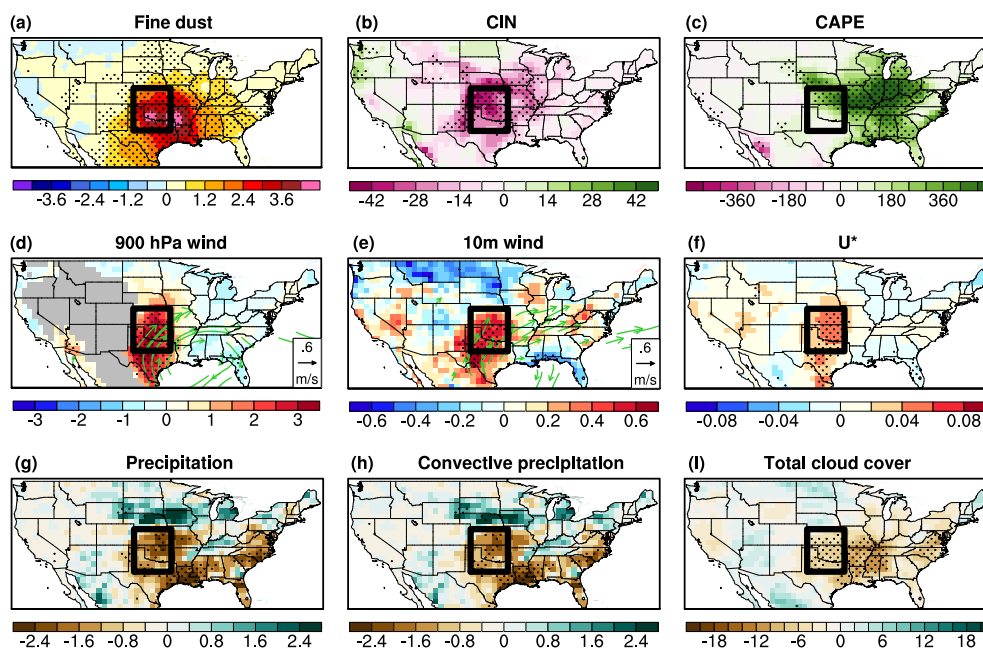 (a) Fine dust (b) CIN (c) CAPE
-3.6 -2.4 -1.2 0 1.2 2.4 3.6 -42 -28 -14 0 14 28 42 -360 -180 0 180 360
(d) 900 hPa wind (e) 10m wind (f) U*
.6 .6
m/s m/s
-3 -2 -1 0 1 2 3 -0.6 -0.4 -0.2 0 0.2 0.4 0.6 -0.08 -0.04 0 0.04 0.08
(g) Precipitation (h) Convective precipitation (i) Total cloud cover
-2.4 -1.6 -0.8 0 0.8 1.6 2.4 -2.4 -1.6 -0.8 0 0.8 1.6 2.4 -18 -12 -6 0 6 12 18